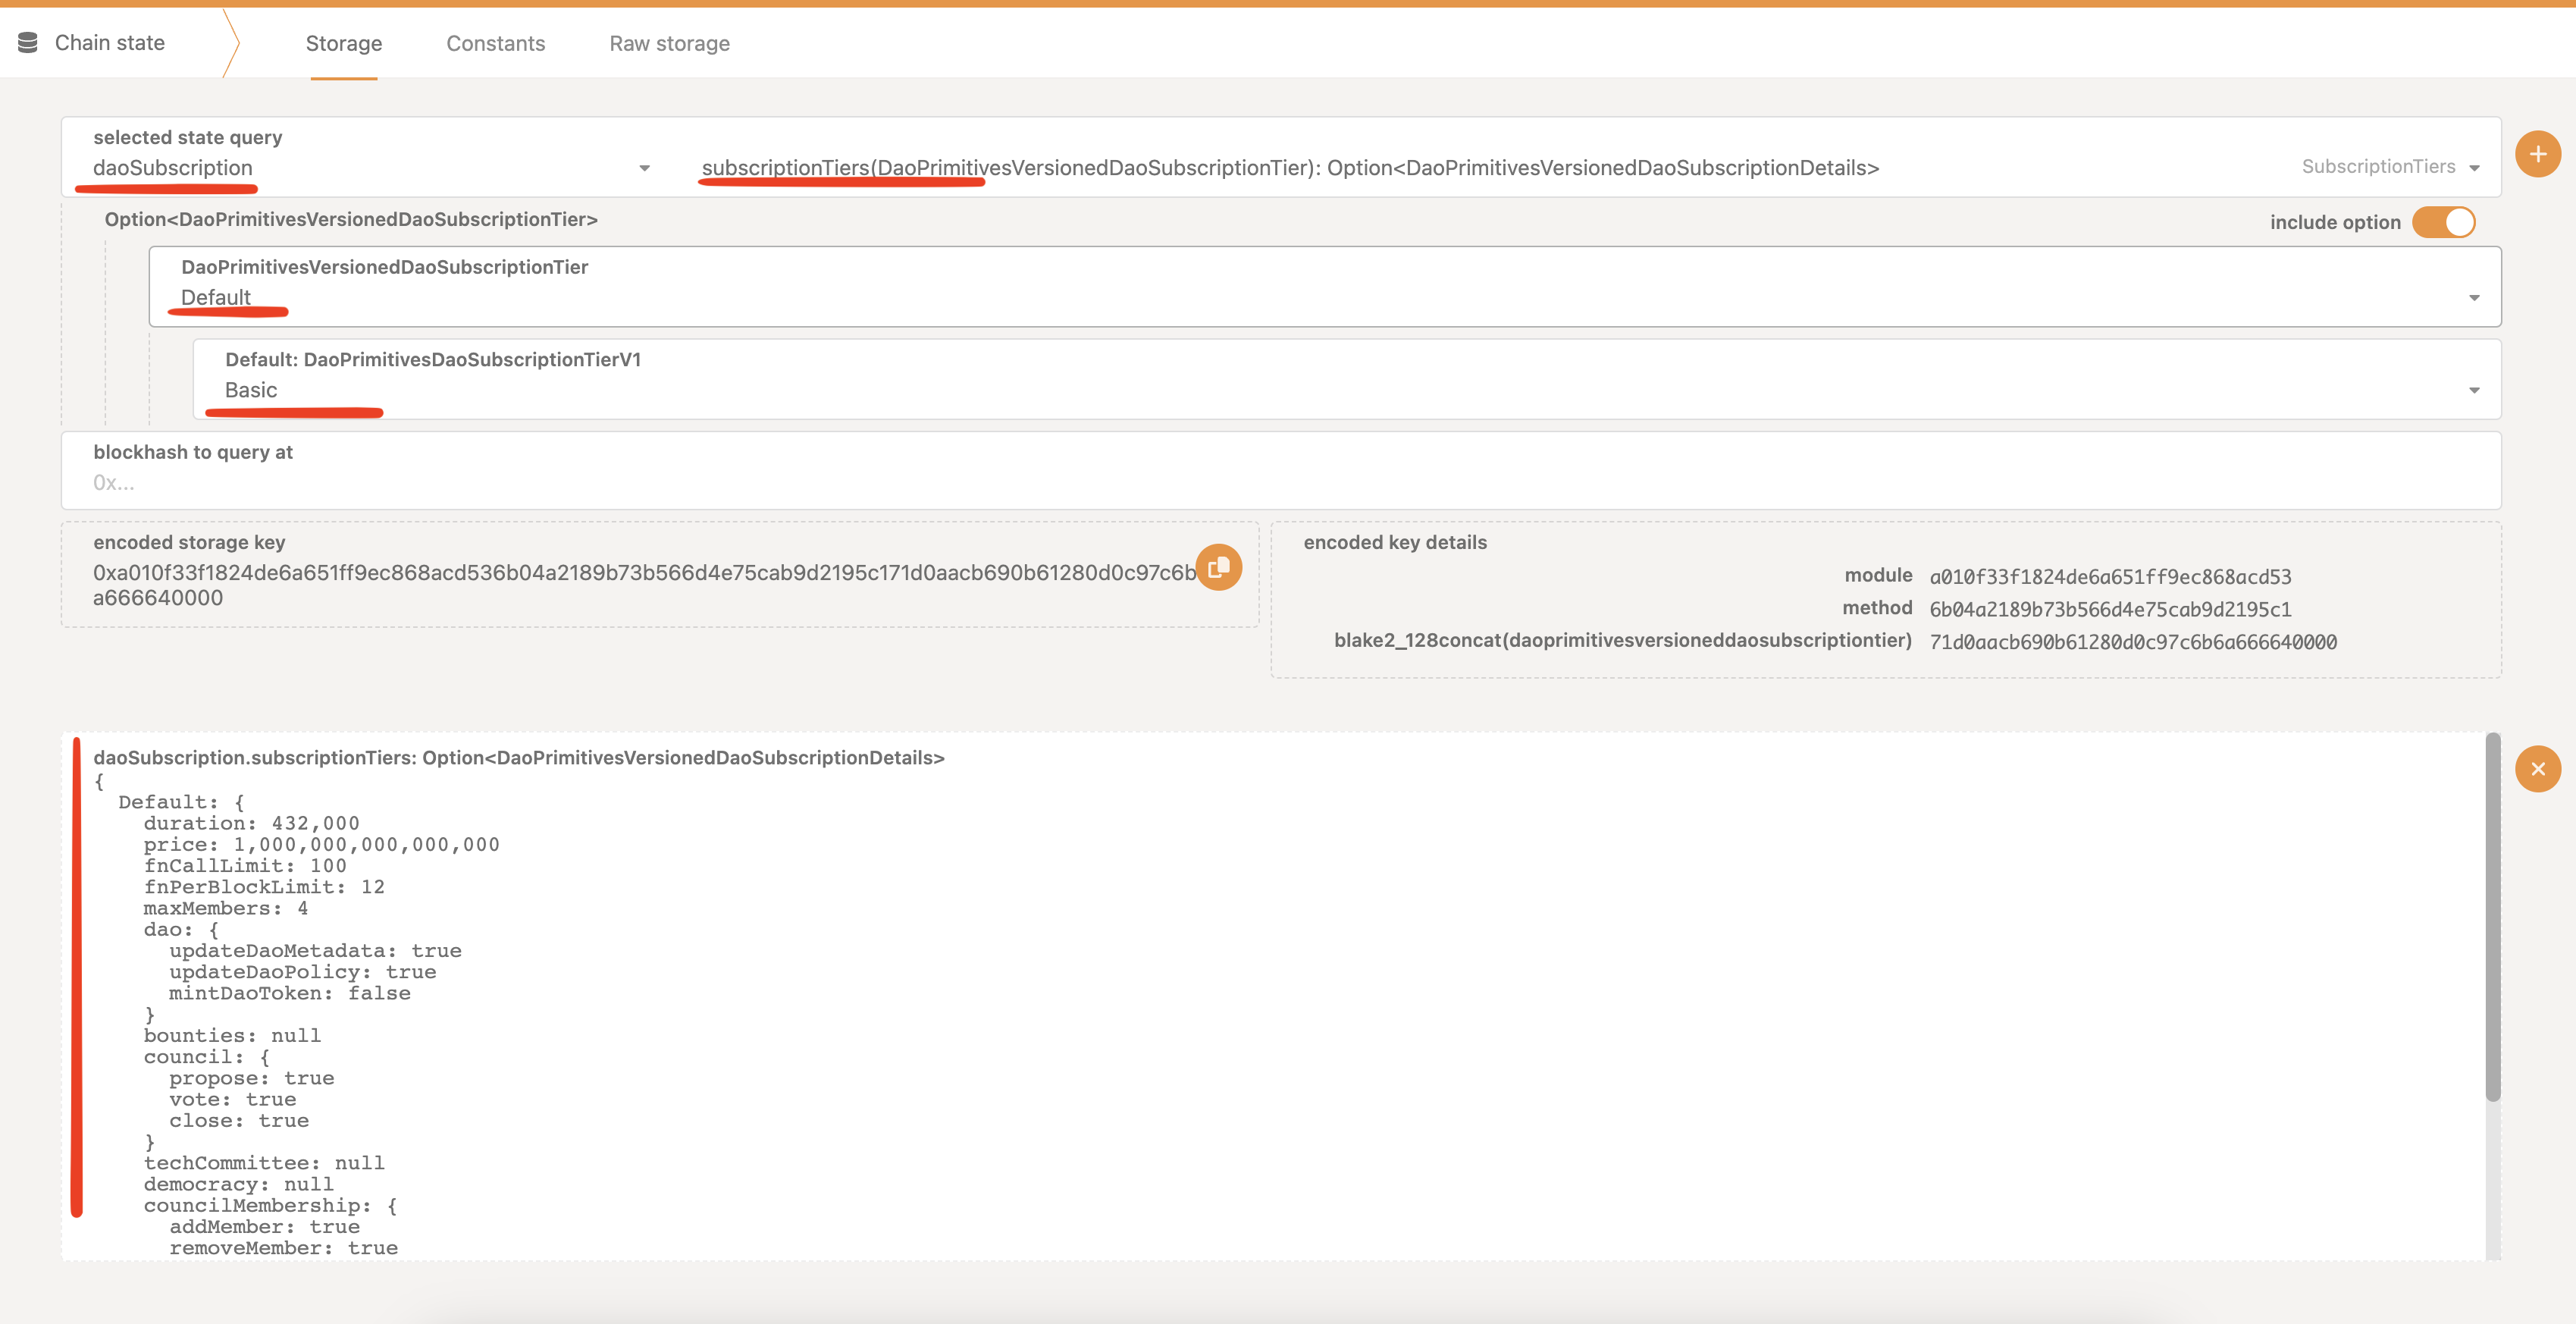 Chain state
Storage
Constants
Raw storage
selected state query
daoSubscription
subscriptionTiers(DaoPrimitivesVersionedDaoSubscriptionTier): Option<DaoPrimitivesVersionedDaoSubscriptionDetails>
SubscriptionTiers
Option<DaoPrimitivesVersionedDaoSubscriptionTier>
include option
DaoPrimitivesVersionedDaoSubscriptionTier
Default
Default: DaoPrimitivesDaoSubscriptionTierV1
Basic
blockhash to query at
0x...
encoded storage key
0xa010f33f1824de6a651ff9ec868acd536b04a2189b73b566d4e75cab9d2195c171d0aacb690b61280d0c97c6b
a666640000
encoded key details
module a010f33f1824de6a651ff9ec868acd53
method 6b04a2189b73b566d4e75cab9d2195c1
blake2_128concat(daoprimitivesversioneddaosubscriptiontier) 71d0aacb690b61280d0c97c6b6a666640000
daoSubscription.subscriptionTiers: Option<DaoPrimitivesVersionedDaoSubscriptionDetails>
{
Default: {
duration: 432,000
price: 1,000,000,000,000,000
fnCallLimit: 100
fnPerBlockLimit: 12
maxMembers: 4
dao: {
updateDaoMetadata: true
updateDaoPolicy: true
mintDaoToken: false
}
bounties: null
council: {
propose: true
vote: true
close: true
}
techCommittee: null
democracy: null
councilMembership: {
addMember: true
removeMember: true